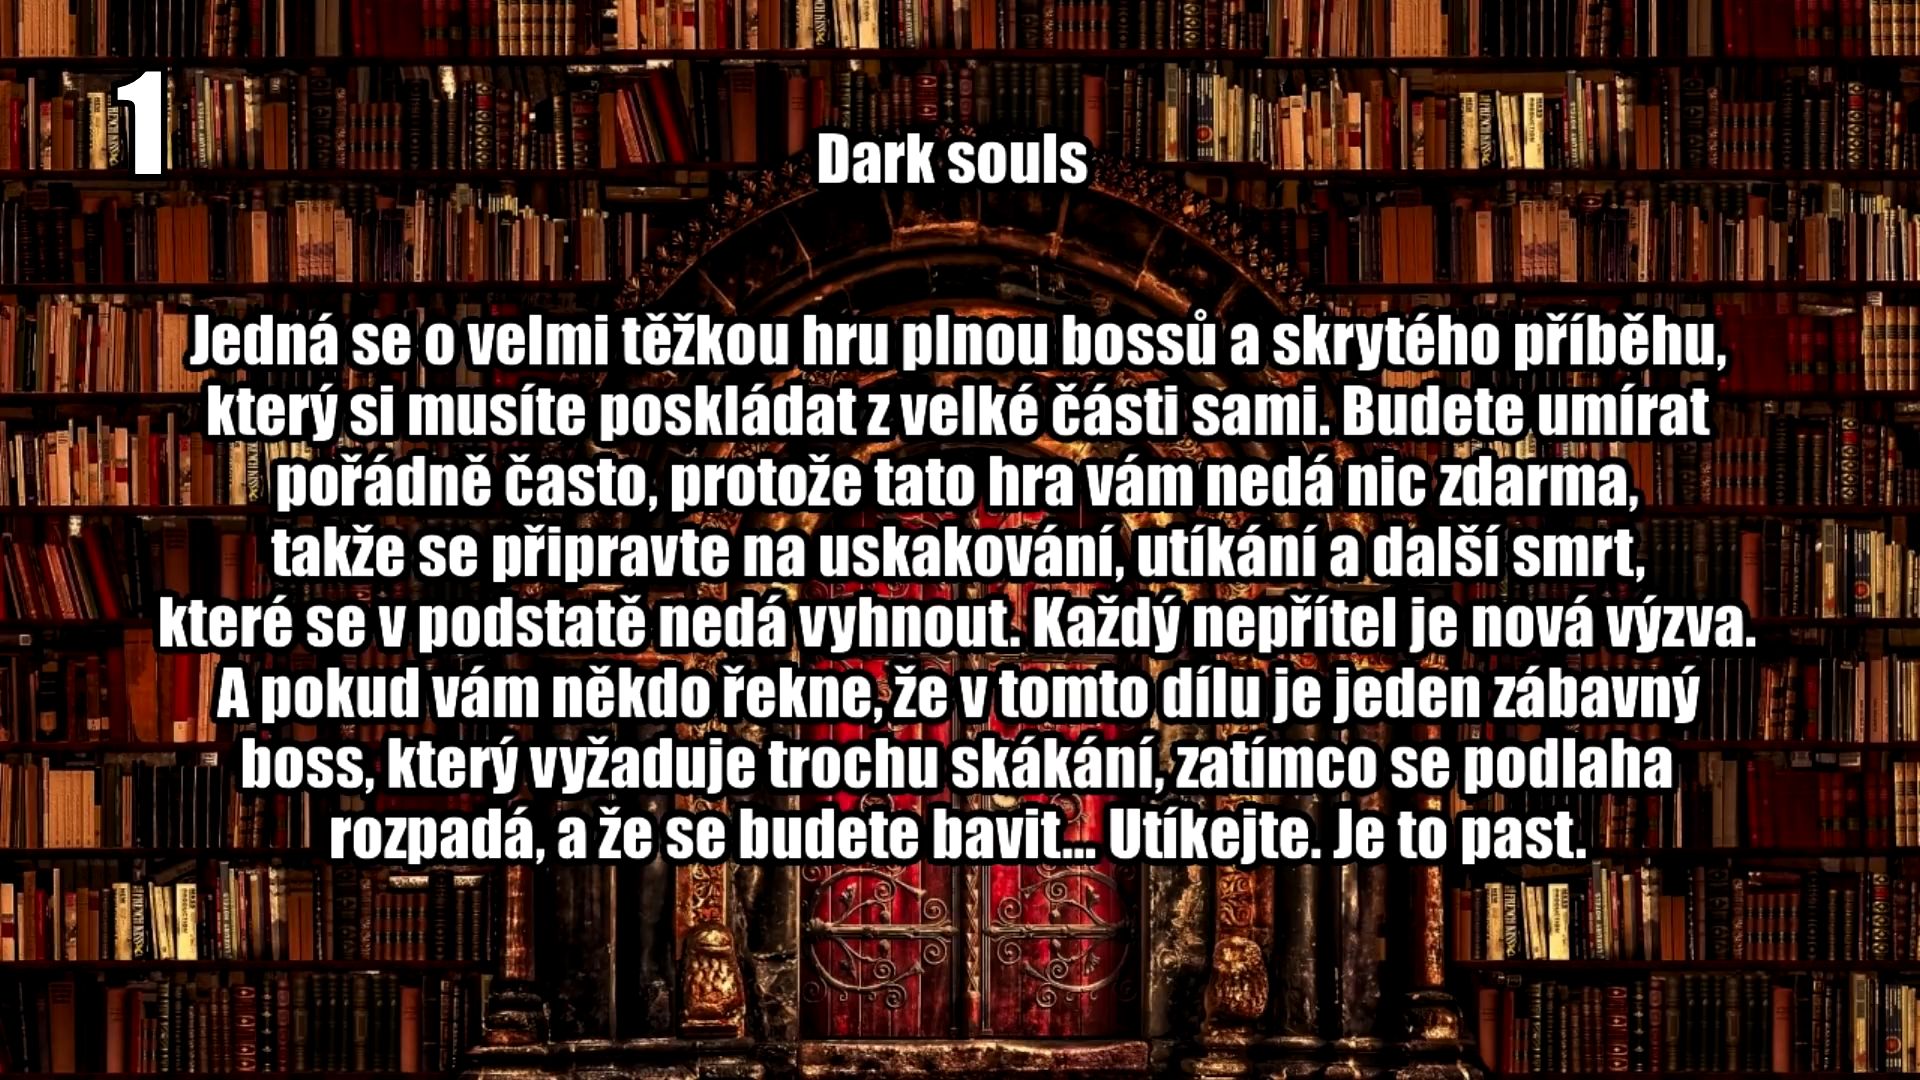 1
Dark souls
Jedná se o velmi těžkou hru plnou bossů a skrytého příběhu,
který si musíte poskládat z velké části sami. Budete umírat
pořádně často, protože tato hra vám nedá nic zdarma,
takže se připravte na uskakování, utíkání a další smrt,
které se v podstatě nedá vyhnout. Každý nepřítel je nová výzva.
A pokud vám někdo řekne, že v tomto dílu je jeden zábavný
boss, který vyžaduje trochu skákání, zatímco se podlaha
rozpadá, a že se budete bavit... Utíkejte. Je to past.